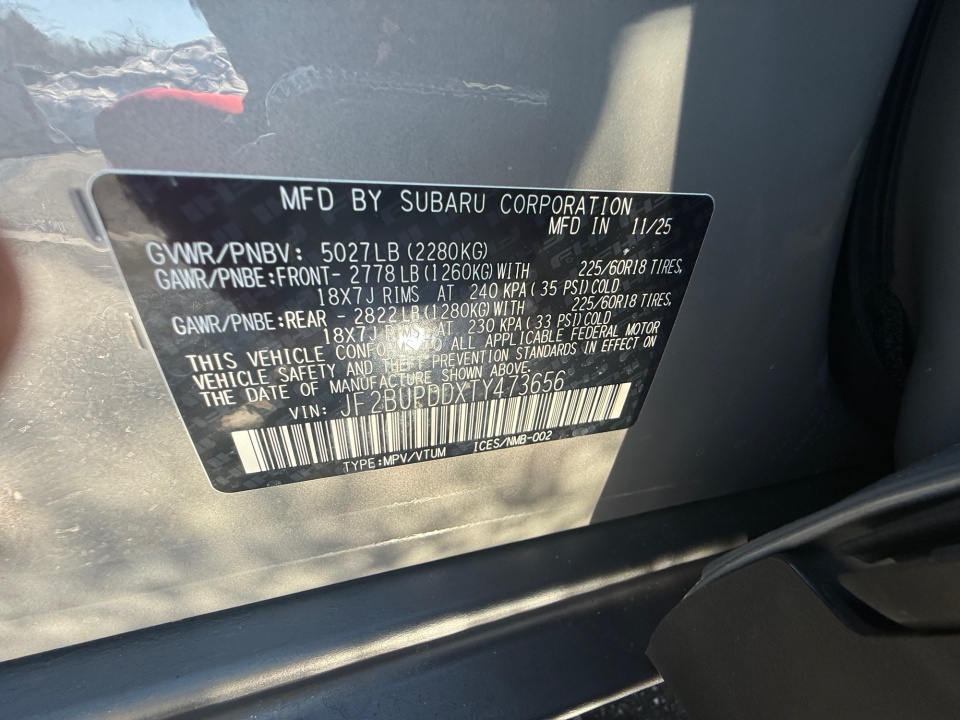 MFD BY SUBARU CORPORATION
MFD IN 11/25
GVWR/PNBV: 5027LB (2280KG)
GAWR/PNBE:FRONT- 2778 LB(1260KG)WITH 225/60R18 TIRES,
18X7J RIMS AT 240 KPA( 35 PSI)COLD
GAWR/PNBE:REAR - 2822 LB(1280KG)WITH 225/60R18 TIRES,
18X7J RIMS AT 230 KPA( 33 PSI)COLD
THIS VEHICLE CONFORMS TO ALL APPLICABLE FEDERAL MOTOR
VEHICLE SAFETY AND THEFT PREVENTION STANDARDS IN EFFECT ON
THE DATE OF MANUFACTURE SHOWN ABOVE.
VIN: JF2BUPDDXTY473656
TYPE:MPV/VTUM ICES/NMB-002